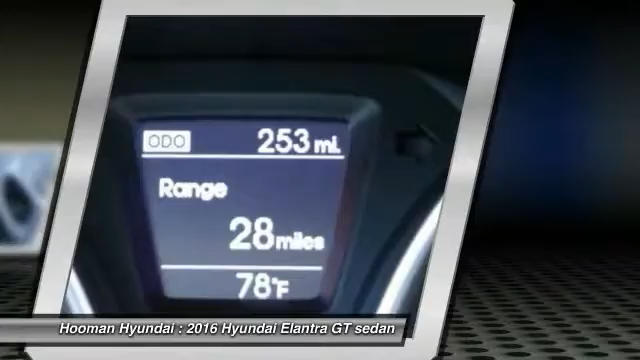 ODO 253 mi.
Range
28 miles
78°F
Hooman Hyundai : 2016 Hyundai Elantra GT sedan